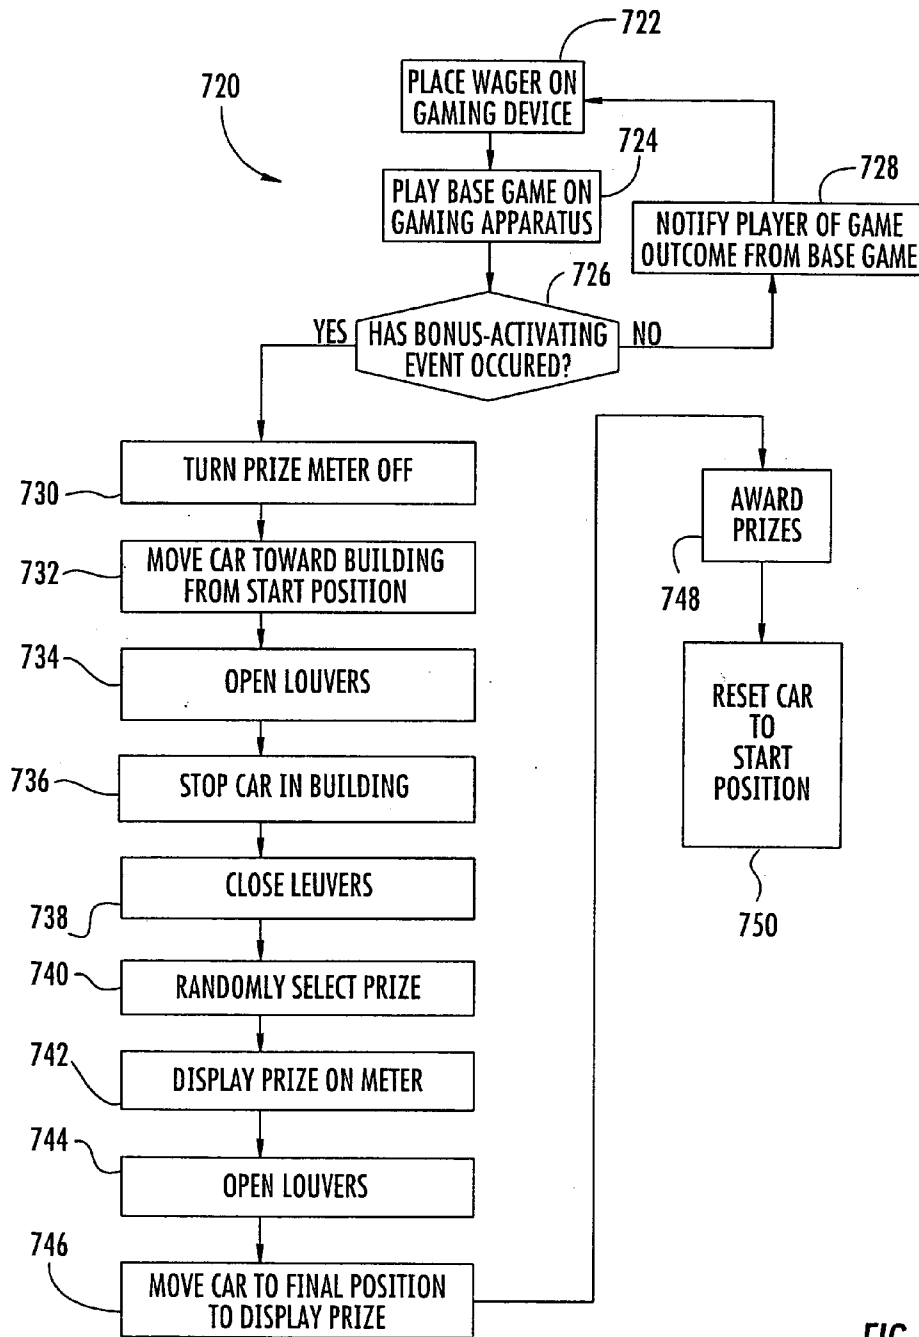 722
720
PLACE WAGER ON
GAMING DEVICE
724
PLAY BASE GAME ON
GAMING APPARATUS
728
NOTIFY PLAYER OF GAME
OUTCOME FROM BASE GAME
726
YES
HAS BONUS-ACTIVATING
EVENT OCCURED?
NO
TURN PRIZE METER OFF
730
732
MOVE CAR TOWARD BUILDING
FROM START POSITION
734
OPEN LOUVERS
736
STOP CAR IN BUILDING
CLOSE LEUVERS
738
740
RANDOMLY SELECT PRIZE
742
DISPLAY PRIZE ON METER
744
OPEN LOUVERS
746
MOVE CAR TO FINAL POSITION
TO DISPLAY PRIZE
AWARD
PRIZES
748
RESET CAR
TO
START
POSITION
750
FIG